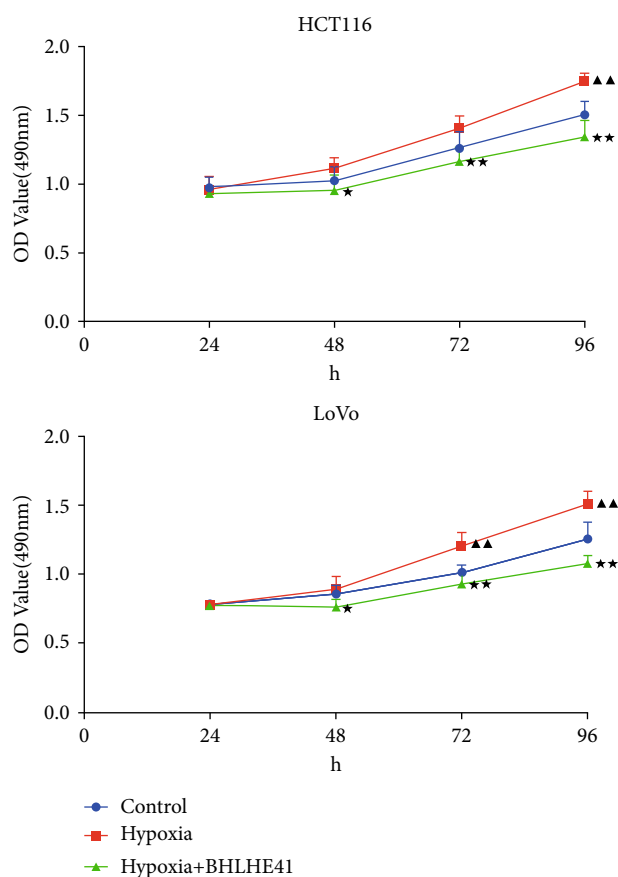 HCT116
2.0
1.5
1.0
0.5
0.0
OD Value(490nm)
▲▲
★★
★★
★
0 24 48 72 96
h
LoVo
2.0
1.5
1.0
0.5
0.0
OD Value(490nm)
▲▲
▲▲
★★
★★
★
0 24 48 72 96
h
Control
Hypoxia
Hypoxia+BHLHE41